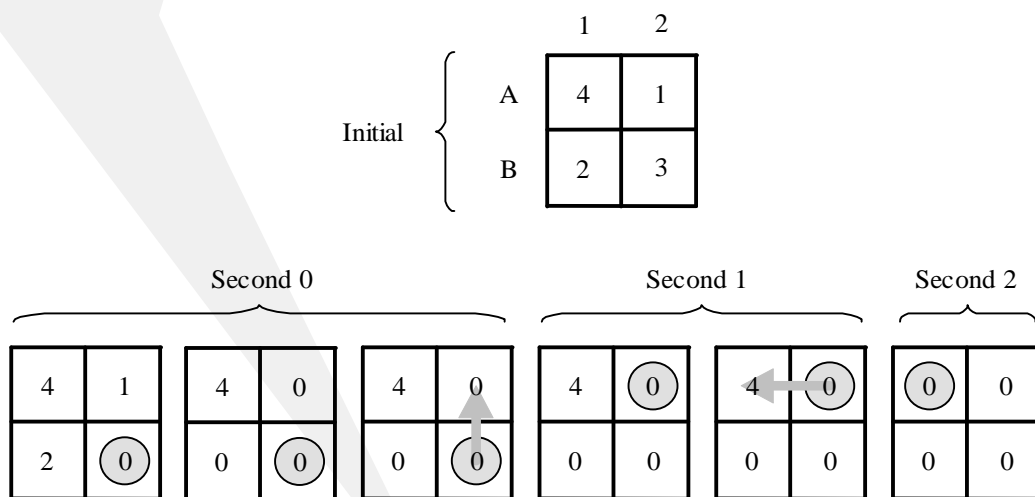 1 2
A 4 1
Initial
B 2 3
Second 0 Second 1 Second 2
4 1 4 0 4 0 4 0 4 0 0 0
2 0 0 0 0 0 0 0 0 0 0 0